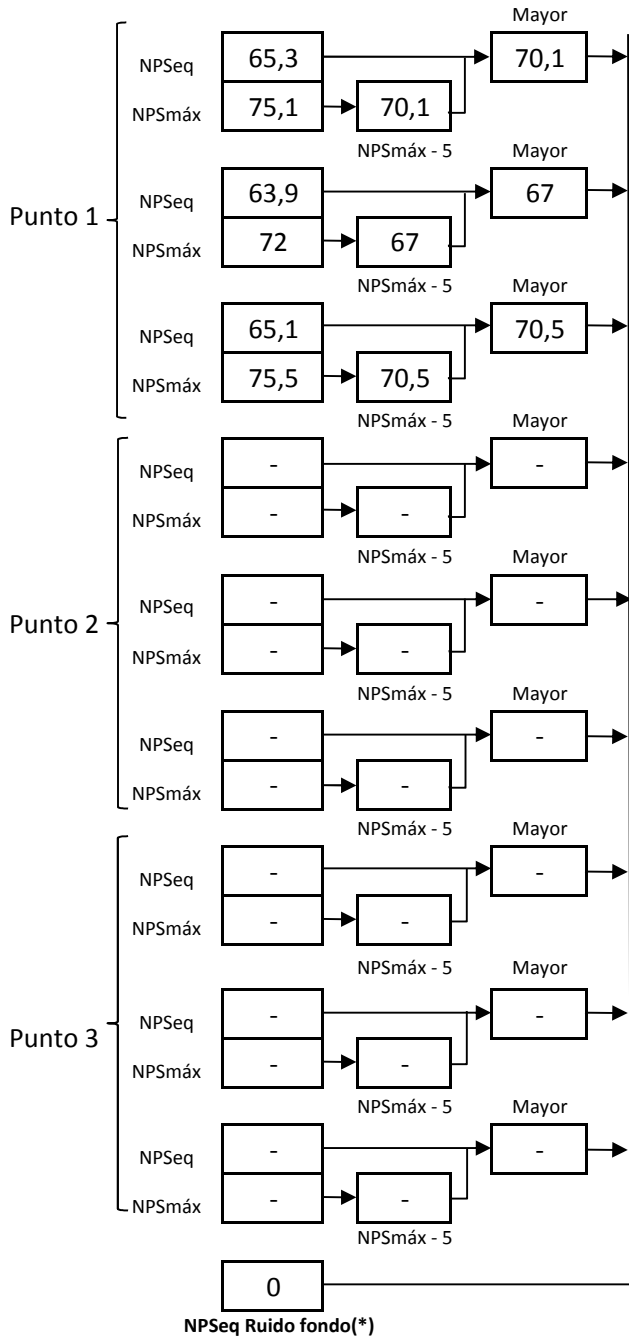 Mayor
NPSeq 65,3 70,1
NPSmáx 75,1 70,1
NPSmáx - 5
Mayor
NPSeq 63,9 67
Punto 1
NPSmáx 72 67
NPSmáx - 5
Mayor
NPSeq 65,1 70,5
NPSmáx 75,5 70,5
NPSmáx - 5
Mayor
NPSeq - -
NPSmáx - -
NPSmáx - 5
Mayor
NPSeq - -
Punto 2
NPSmáx - -
NPSmáx - 5
Mayor
NPSeq - -
NPSmáx - -
NPSmáx - 5
Mayor
NPSeq - -
NPSmáx - -
NPSmáx - 5
Mayor
NPSeq - -
Punto 3
NPSmáx - -
NPSmáx - 5
Mayor
NPSeq - -
NPSmáx - -
NPSmáx - 5
0
NPSeq Ruido fondo(*)